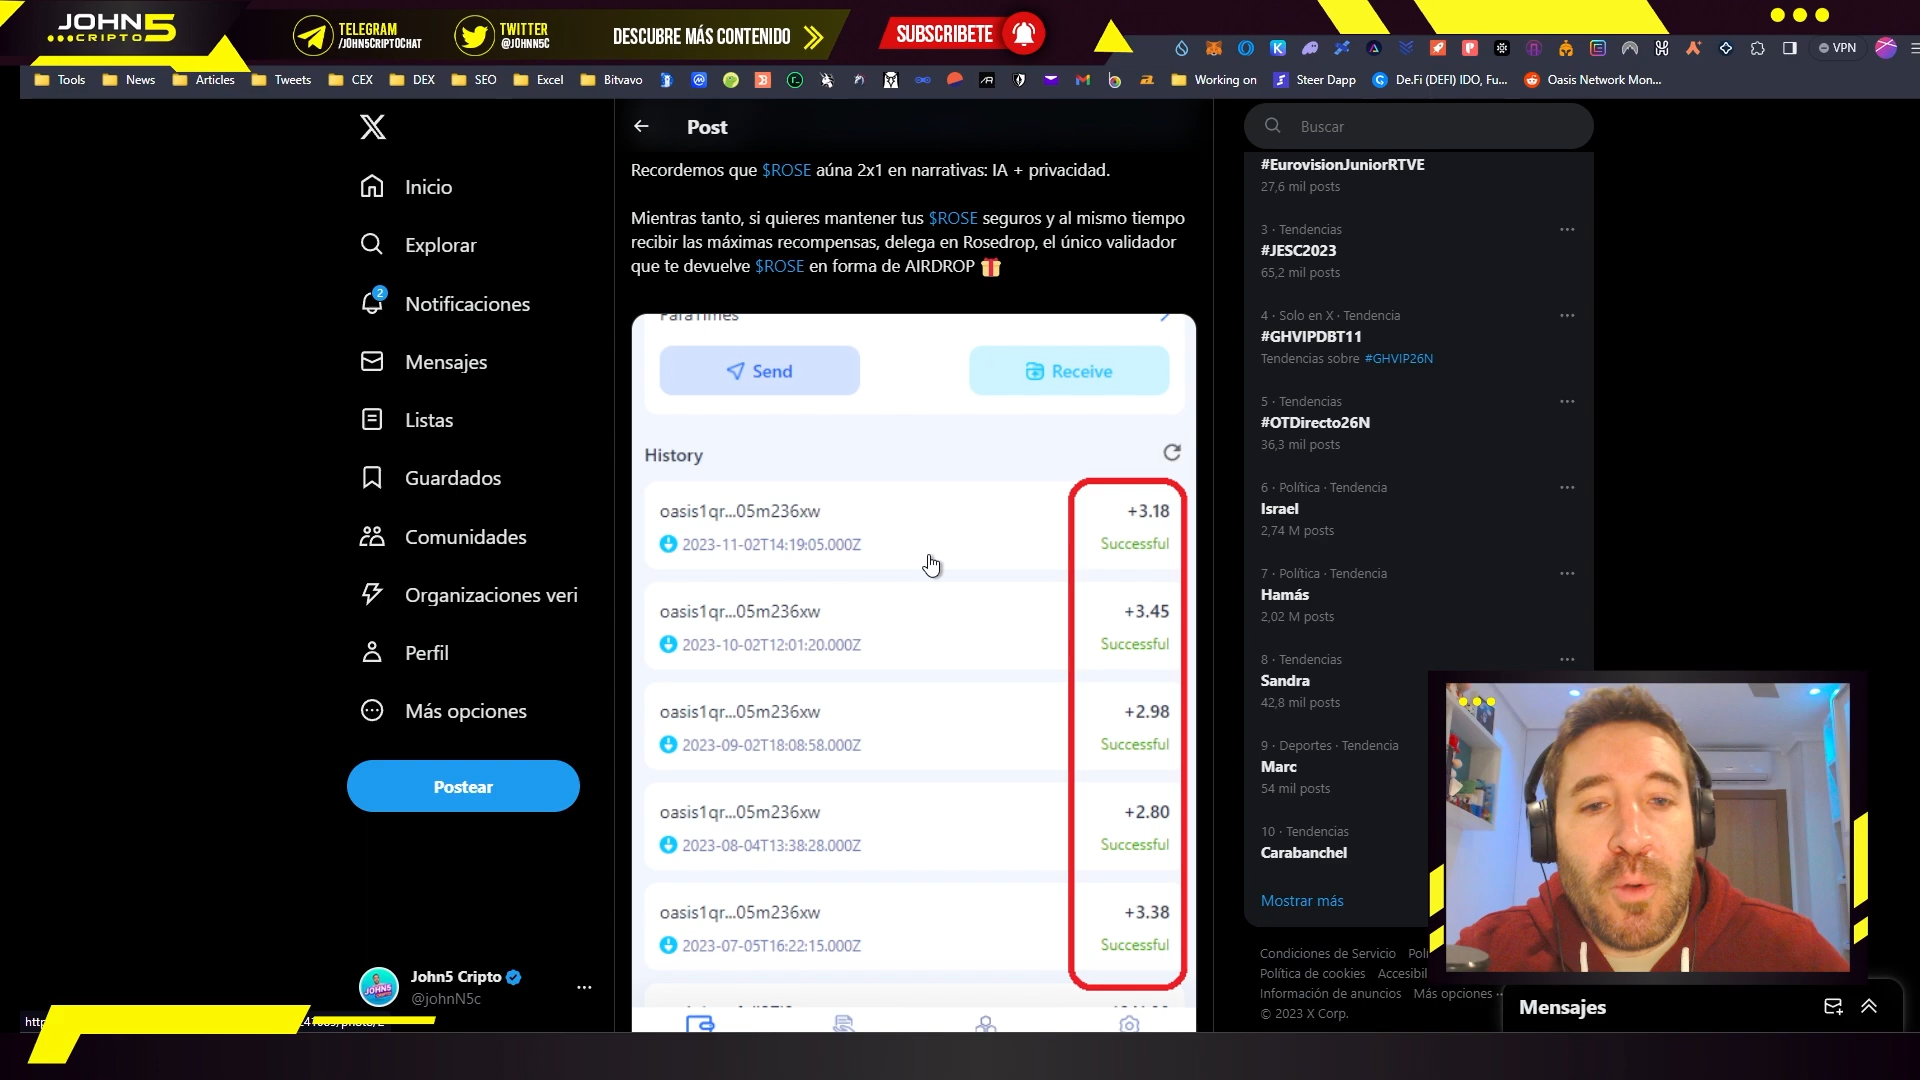 JOHN 5
CRIPTO
TELEGRAM
/JOHN5CRIPTOCHAT
TWITTER
@JOHNN5C
DESCUBRE MÁS CONTENIDO
SUBSCRIBETE
VPN
Tools
News
Articles
Tweets
CEX
DEX
SEO
Excel
Bitvavo
Working on
Steer Dapp
De.Fi (DEFI) IDO, Fu...
Oasis Network Mon...
Inicio
Explorar
2
Notificaciones
Mensajes
Listas
Guardados
Comunidades
Organizaciones veri
Perfil
Más opciones
Postear
John5 Cripto
@johnN5c
Post
Recordemos que $ROSE aúna 2x1 en narrativas: IA + privacidad.
Mientras tanto, si quieres mantener tus $ROSE seguros y al mismo tiempo
recibir las máximas recompensas, delega en Rosedrop, el único validador
que te devuelve $ROSE en forma de AIRDROP
ParaTimes
Send
Receive
History
oasis1qr...05m236xw
+3.18
2023-11-02T14:19:05.000Z
Successful
oasis1qr...05m236xw
+3.45
2023-10-02T12:01:20.000Z
Successful
oasis1qr...05m236xw
+2.98
2023-09-02T18:08:58.000Z
Successful
oasis1qr...05m236xw
+2.80
2023-08-04T13:38:28.000Z
Successful
oasis1qr...05m236xw
+3.38
2023-07-05T16:22:15.000Z
Successful
Buscar
#EurovisionJuniorRTVE
27,6 mil posts
3 · Tendencias
#JESC2023
65,2 mil posts
4 · Solo en X · Tendencia
#GHVIPDBT11
Tendencias sobre #GHVIP26N
5 · Tendencias
#OTDirecto26N
36,3 mil posts
6 · Política · Tendencia
Israel
2,74 M posts
7 · Política · Tendencia
Hamás
2,02 M posts
8 · Tendencias
Sandra
42,8 mil posts
9 · Deportes · Tendencia
Marc
54 mil posts
10 · Tendencias
Carabanchel
Mostrar más
Condiciones de Servicio Polí
Política de cookies Accesibil
Información de anuncios Más opciones ··
© 2023 X Corp.
Mensajes